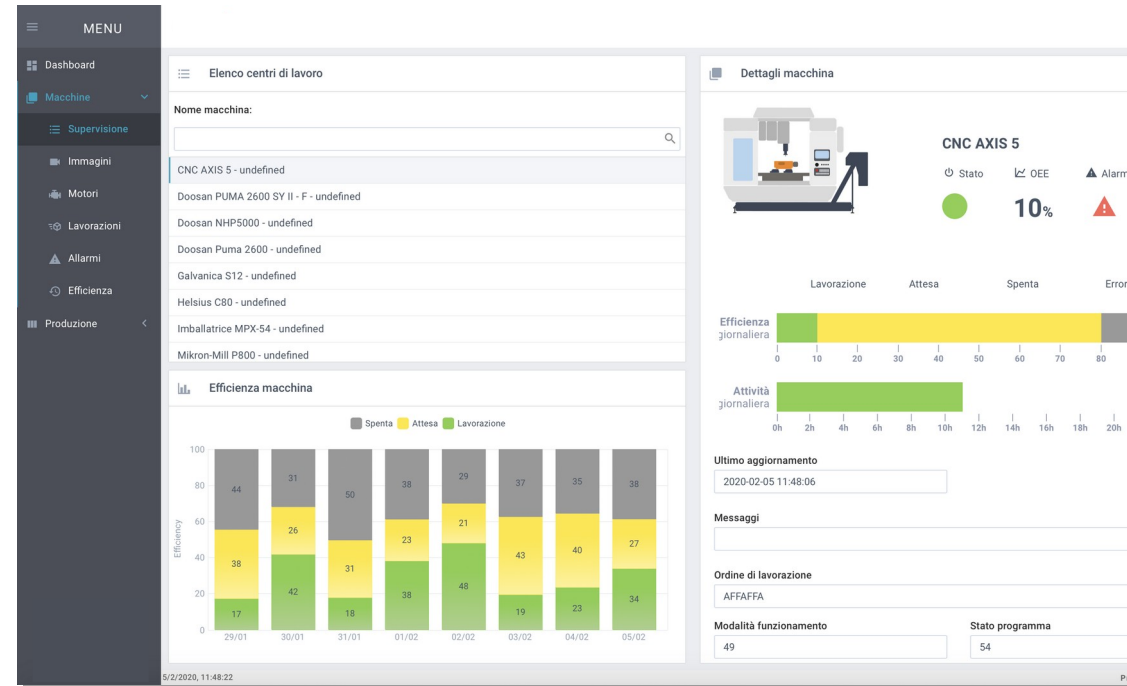 MENU
Dashboard
Macchine
Supervisione
Immagini
Motori
Lavorazioni
Allarmi
Efficienza
Produzione
Elenco centri di lavoro
Nome macchina:
CNC AXIS 5 - undefined
Doosan PUMA 2600 SY II - F - undefined
Doosan NHP5000 - undefined
Doosan Puma 2600 - undefined
Galvanica S12 - undefined
Helsius C80 - undefined
Imballatrice MPX-54 - undefined
Mikron-Mill P800 - undefined
Efficienza macchina
Spenta Attesa Lavorazione
Efficiency
100
80
60
40
20
0
44 31 50 38 29 37 35 38
38 26 31 23 21 43 40 27
17 42 18 38 48 19 23 34
29/01 30/01 31/01 01/02 02/02 03/02 04/02 05/02
Dettagli macchina
CNC AXIS 5
Stato OEE Alarm
10%
Lavorazione Attesa Spenta Error
Efficienza
giornaliera
0 10 20 30 40 50 60 70 80
Attività
giornaliera
0h 2h 4h 6h 8h 10h 12h 14h 16h 18h 20h
Ultimo aggiornamento
2020-02-05 11:48:06
Messaggi
Ordine di lavorazione
AFFAFFA
Modalità funzionamento Stato programma
49 54
5/2/2020, 11:48:22